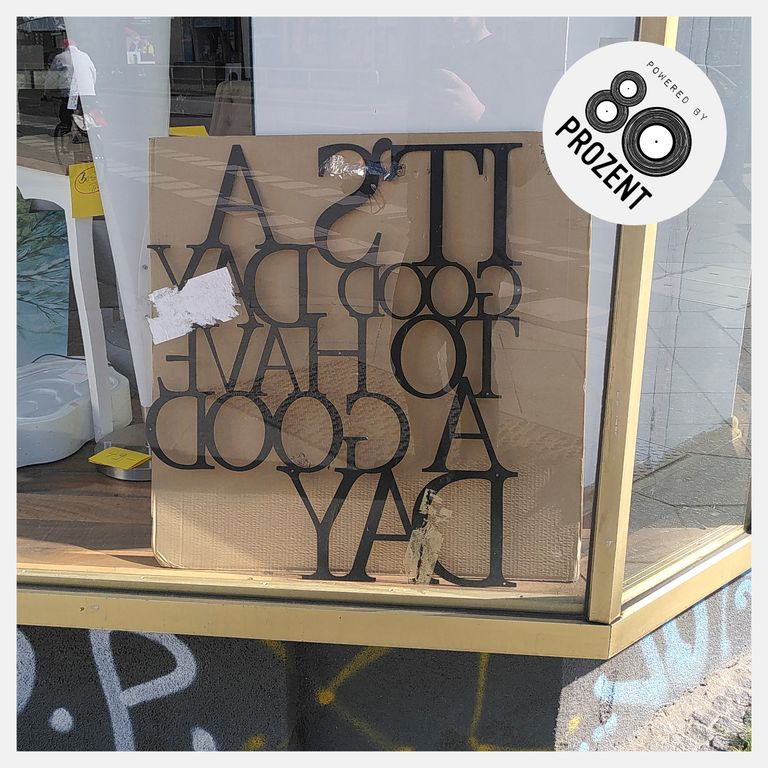 POWERED BY
80
PROZENT
IT'S A
GOOD DAY
TO HAVE
A GOOD
DAY